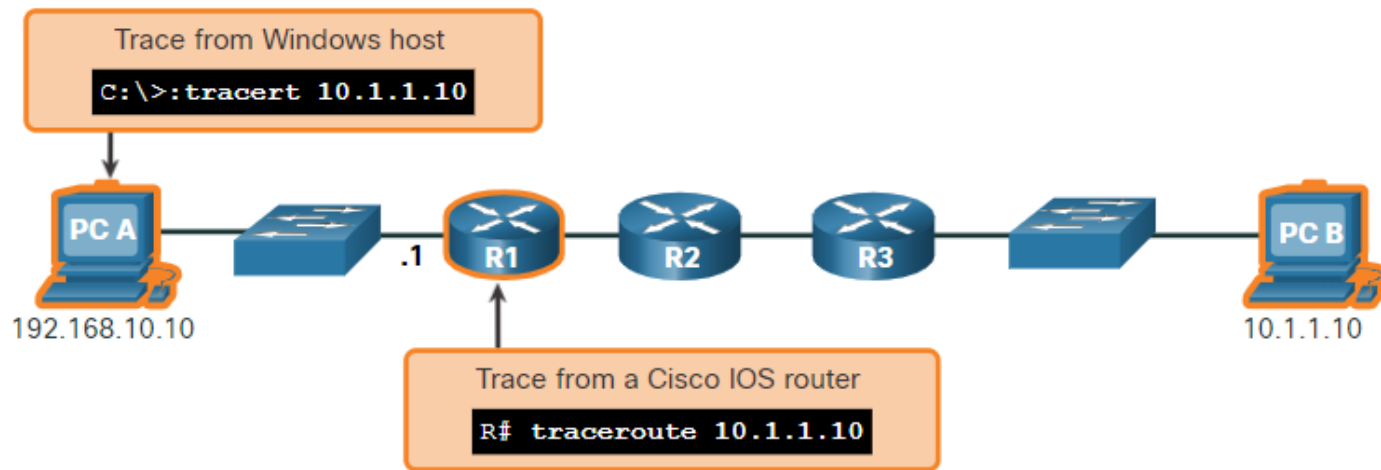 Trace from Windows host
C:\>:tracert 10.1.1.10
PC A
.1
R1
R2
R3
PC B
192.168.10.10
10.1.1.10
Trace from a Cisco IOS router
R# traceroute 10.1.1.10